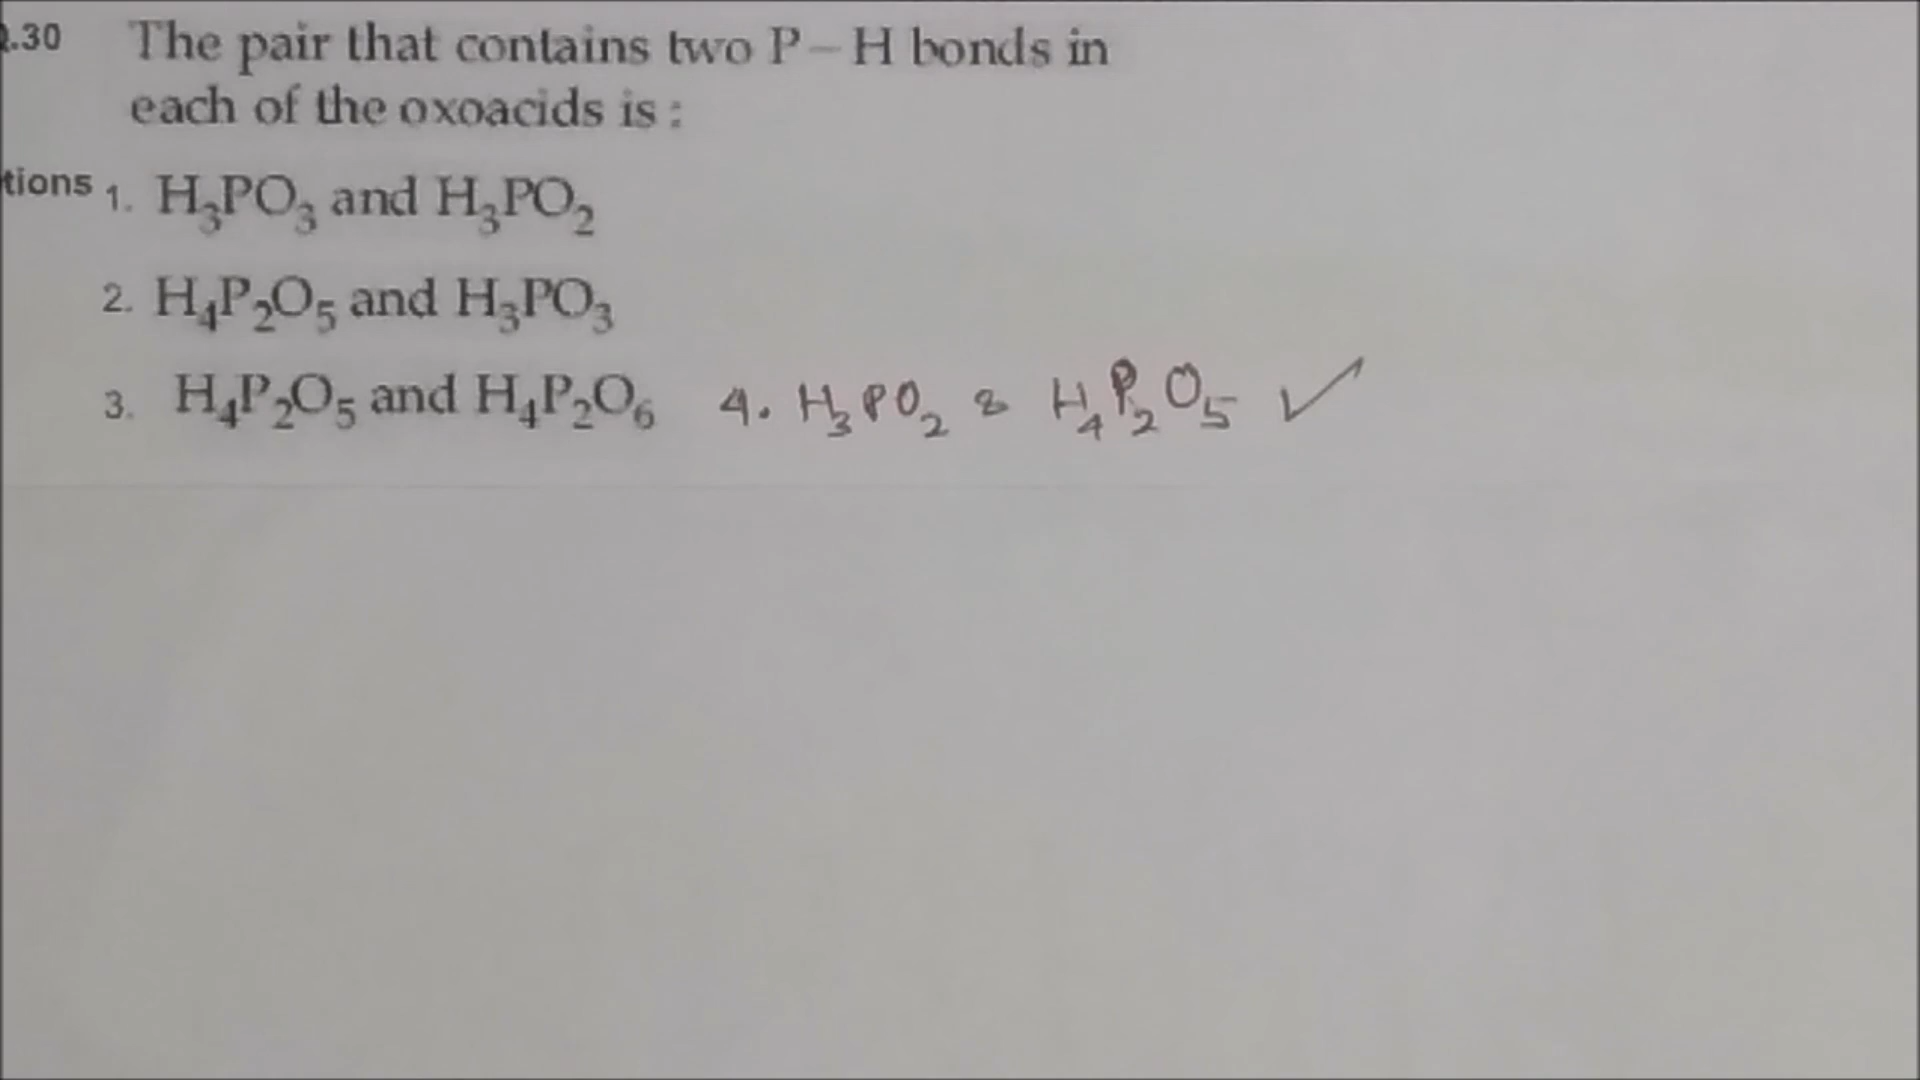 .30 The pair that contains two P – H bonds in
each of the oxoacids is :
tions 1. H₃PO₃ and H₃PO₂
2. H₄P₂O₅ and H₃PO₃
3. H₄P₂O₅ and H₄P₂O₆ 4. H₃PO₂ & H₄P₂O₅ ✓